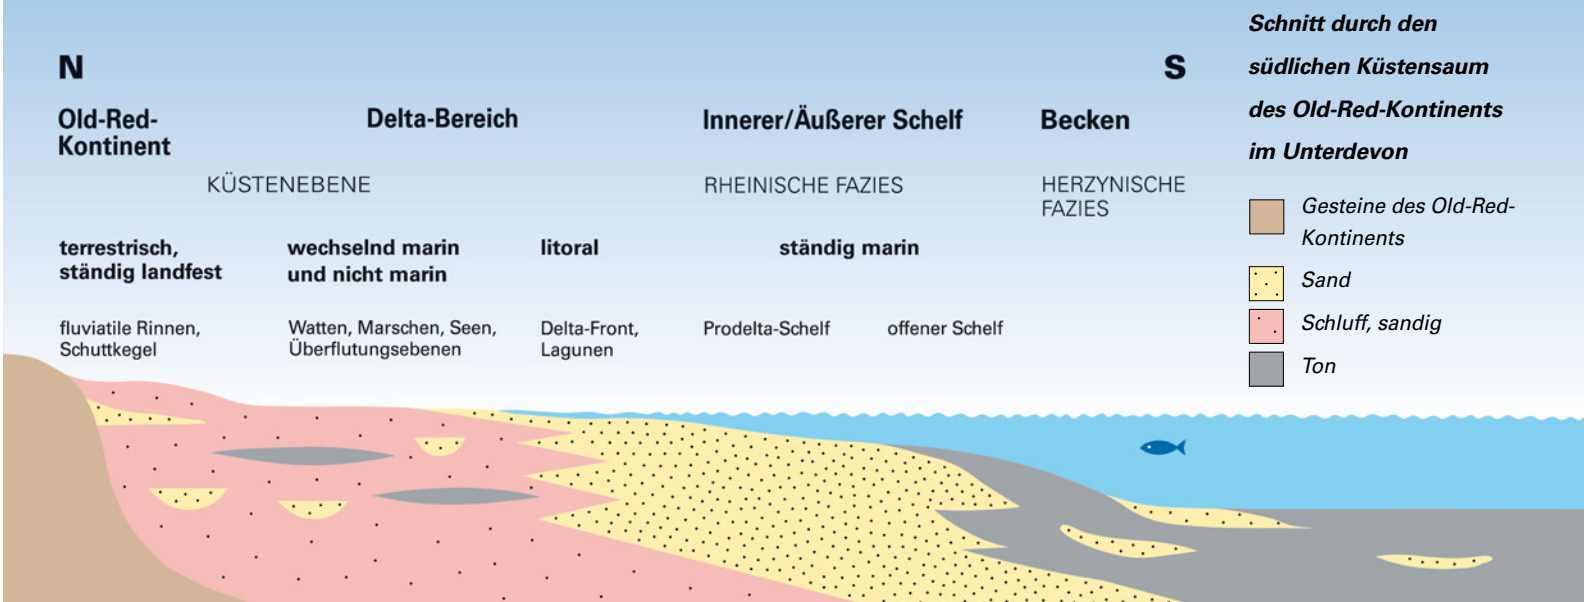 N
S
Old-Red-
Kontinent
Delta-Bereich
Innerer/Äußerer Schelf
Becken
KÜSTENEBENE
RHEINISCHE FAZIES
HERZYNISCHE
FAZIES
terrestrisch,
ständig landfest
wechselnd marin
und nicht marin
litoral
ständig marin
fluviatile Rinnen,
Schuttkegel
Watten, Marschen, Seen,
Überflutungsebenen
Delta-Front,
Lagunen
Prodelta-Schelf
offener Schelf
Schnitt durch den
südlichen Küstensaum
des Old-Red-Kontinents
im Unterdevon
Gesteine des Old-Red-
Kontinents
Sand
Schluff, sandig
Ton